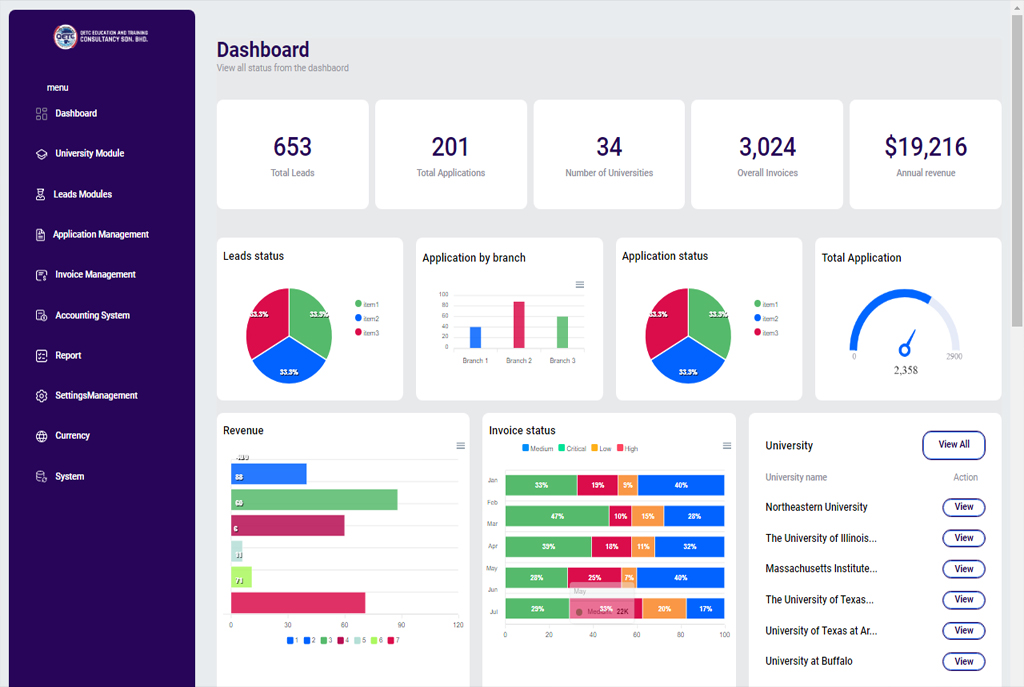 QETC EDUCATION AND TRAINING
CONSULTANCY SDN. BHD.
menu
Dashboard
University Module
Leads Modules
Application Management
Invoice Management
Accounting System
Report
SettingsManagement
Currency
System
Dashboard
View all status from the dashbaord
653
Total Leads
201
Total Applications
34
Number of Universities
3,024
Overall Invoices
$19,216
Annual revenue
Leads status
33.3%
33.3%
33.3%
item1
item2
item3
Application by branch
100
80
60
40
20
0
Branch 1
Branch 2
Branch 3
Application status
33.3%
33.3%
33.3%
item1
item2
item3
Total Application
0
2900
2,358
Revenue
0
30
60
90
120
1 2 3 4 5 6 7
Invoice status
Medium Critical Low High
Jan 33% 19% 9% 40%
Feb
47% 10% 15% 28%
Mar
Apr 39% 18% 11% 32%
May
28% 25% 7% 40%
May
Jun
Jul 29% 33% 20% 17%
22K
0 20 40 60 80 100
University
View All
University name Action
Northeastern University View
The University of Illinois... View
Massachusetts Institute... View
The University of Texas... View
University of Texas at Ar... View
University at Buffalo View